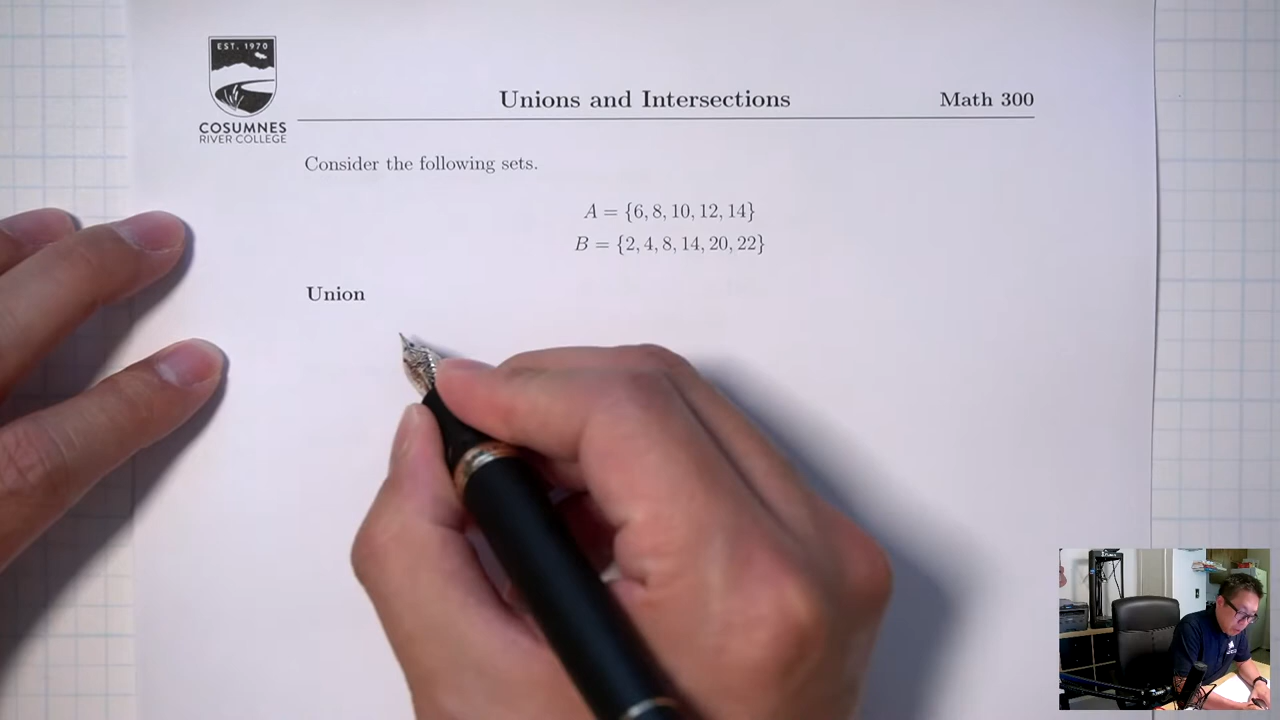 EST. 1970
COSUMNES
RIVER COLLEGE
Unions and Intersections
Math 300
Consider the following sets.
A = {6, 8, 10, 12, 14}
B = {2, 4, 8, 14, 20, 22}
Union